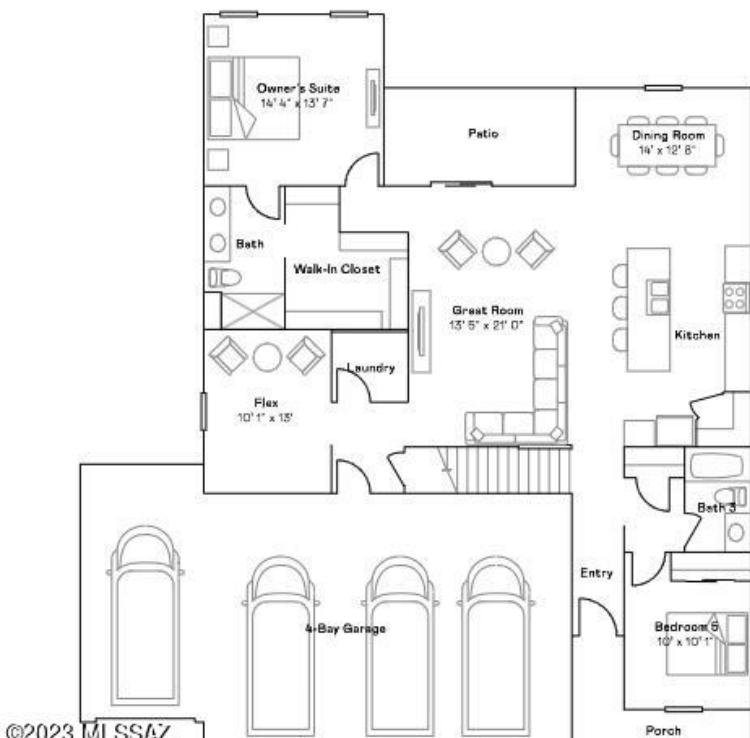 Owner's Suite
14' 4" x 13' 7"
Patio
Dining Room
14' x 12' 8"
Bath
Walk-In Closet
Great Room
13' 5" x 21' 0"
Kitchen
Laundry
Flex
10' 1" x 13'
Bath 3
Entry
4-Bay Garage
Bedroom 5
10' x 10' 1"
Porch
©2023 MLSSAZ